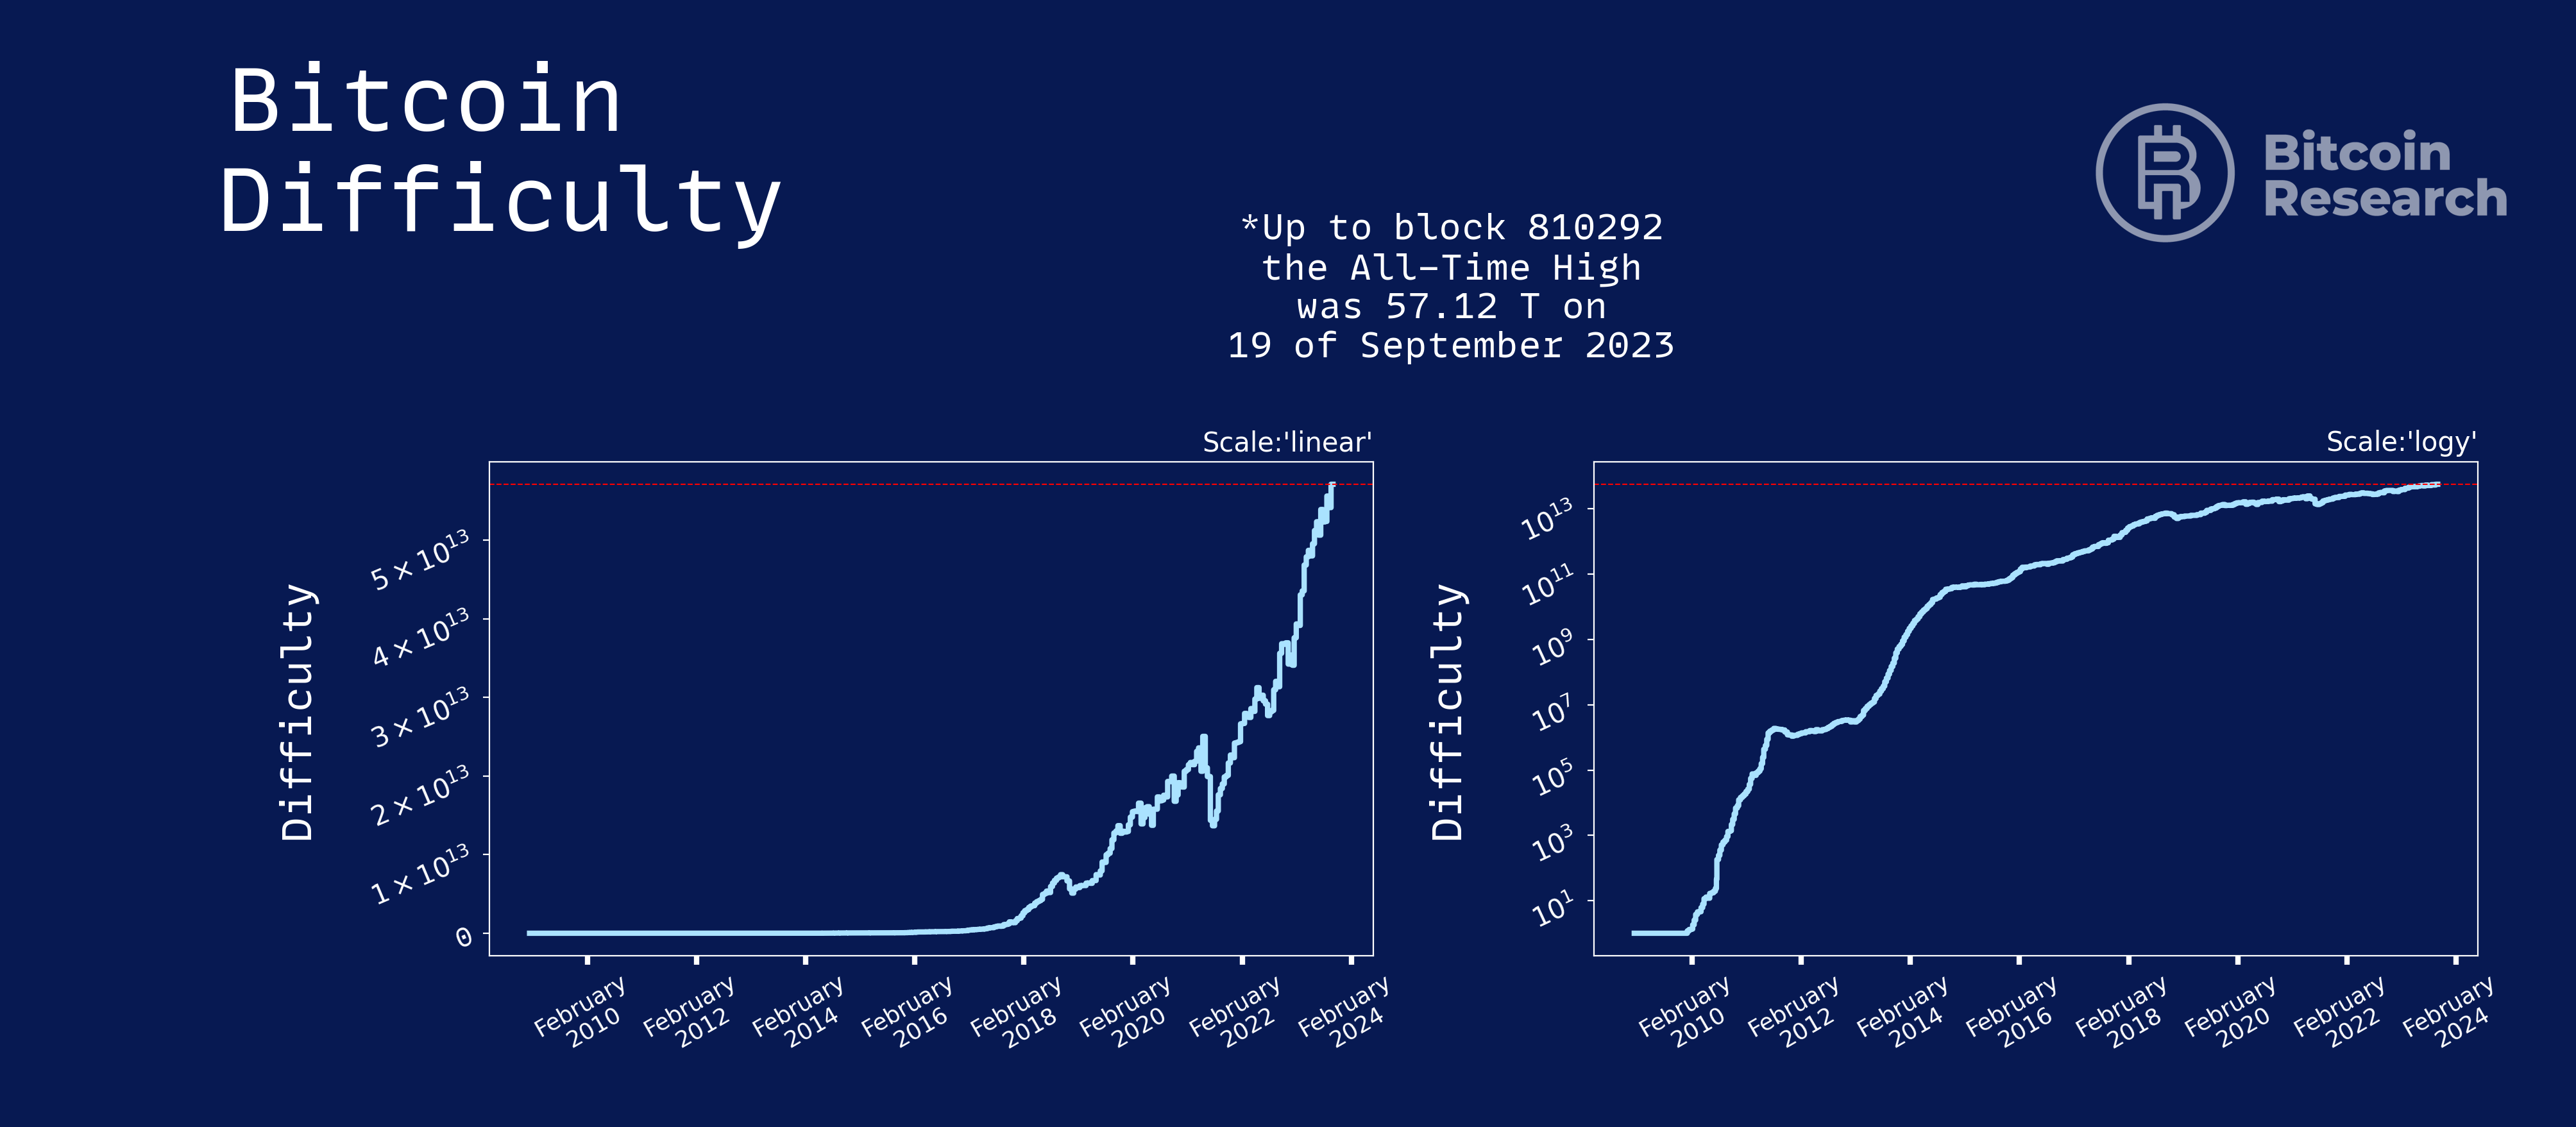 Bitcoin
Difficulty
Bitcoin
Research
*Up to block 810292
the All-Time High
was 57.12 T on
19 of September 2023
Scale:'linear'
Difficulty
5 × 10¹³
4 × 10¹³
3 × 10¹³
2 × 10¹³
1 × 10¹³
0
February
2010
February
2012
February
2014
February
2016
February
2018
February
2020
February
2022
February
2024
Scale:'logy'
Difficulty
10¹³
10¹¹
10⁹
10⁷
10⁵
10³
10¹
February
2010
February
2012
February
2014
February
2016
February
2018
February
2020
February
2022
February
2024